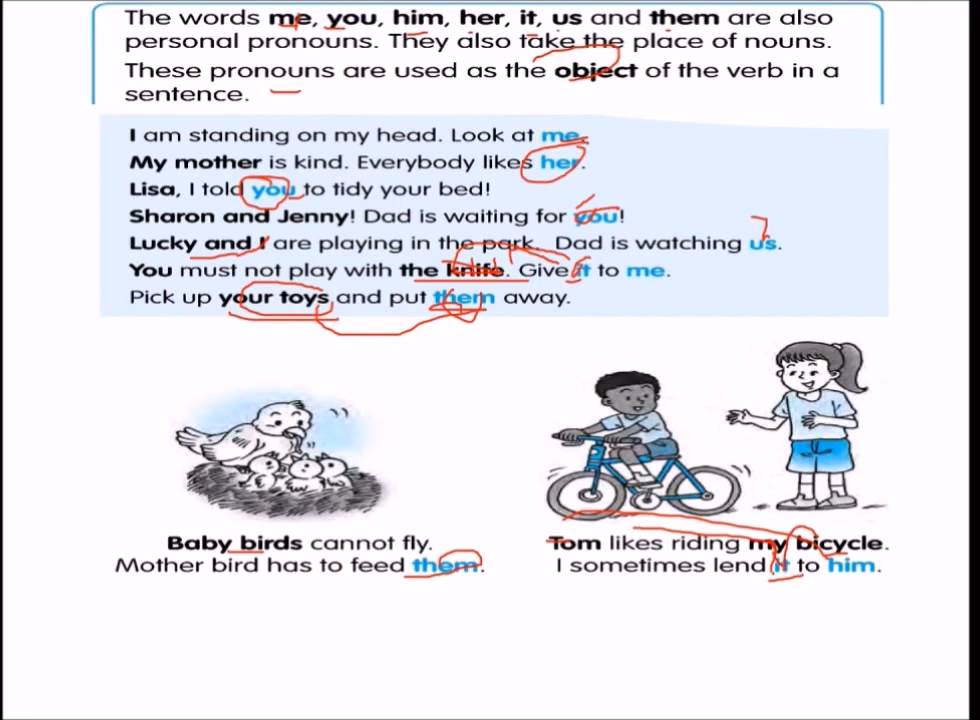 The words me, you, him, her, it, us and them are also
personal pronouns. They also take the place of nouns.
These pronouns are used as the object of the verb in a
sentence.
I am standing on my head. Look at me.
My mother is kind. Everybody likes her.
Lisa, I told you to tidy your bed!
Sharon and Jenny! Dad is waiting for you!
Lucky and I are playing in the park. Dad is watching us.
You must not play with the knife. Give it to me.
Pick up your toys and put them away.
Baby birds cannot fly.
Mother bird has to feed them.
Tom likes riding my bicycle.
I sometimes lend it to him.